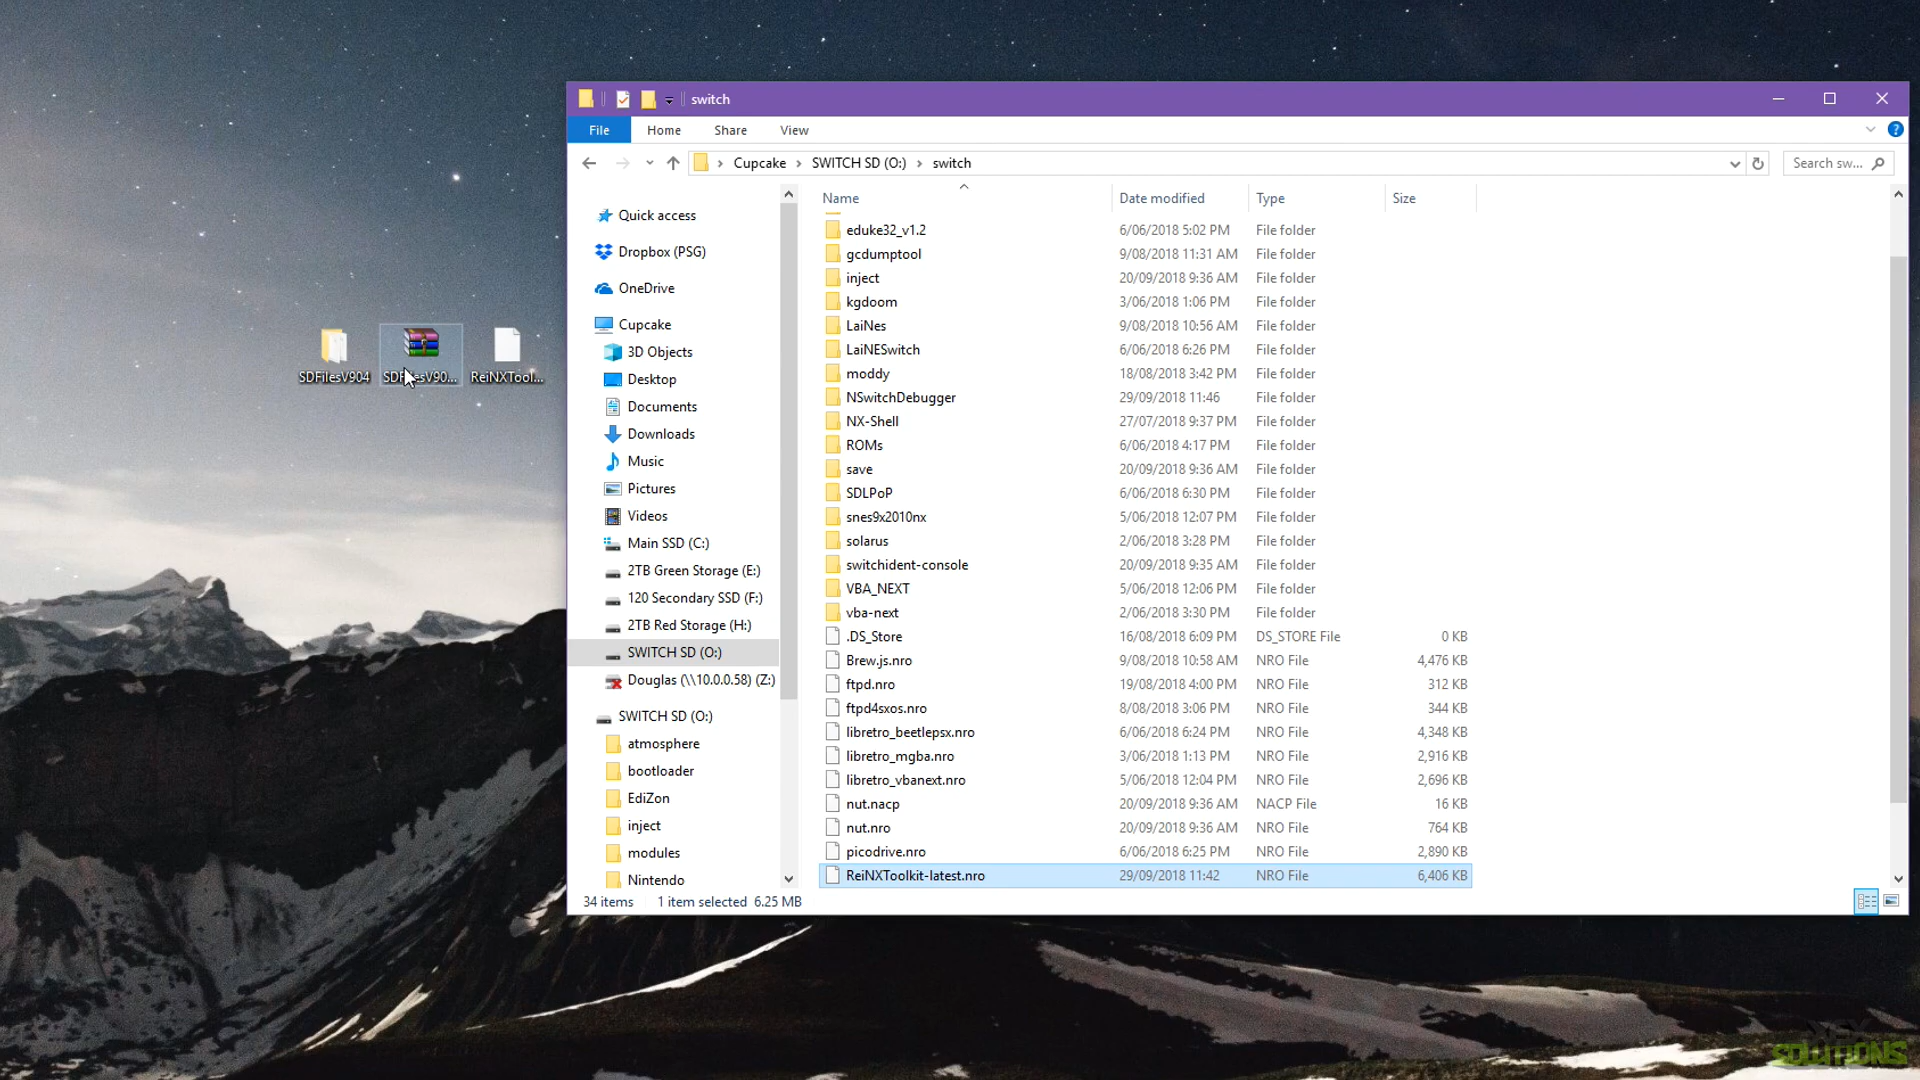 switch
File Home Share View
Cupcake SWITCH SD (O:) switch
Search sw...
Name Date modified Type Size
Quick access
Dropbox (PSG)
OneDrive
Cupcake
3D Objects
Desktop
Documents
Downloads
Music
Pictures
Videos
Main SSD (C:)
2TB Green Storage (E:)
120 Secondary SSD (F:)
2TB Red Storage (H:)
SWITCH SD (O:)
Douglas (\\10.0.0.58) (Z:)
SWITCH SD (O:)
atmosphere
bootloader
EdiZon
inject
modules
Nintendo
eduke32_v1.2 6/06/2018 5:02 PM File folder
gcdumptool 9/08/2018 11:31 AM File folder
inject 20/09/2018 9:36 AM File folder
kgdoom 3/06/2018 1:06 PM File folder
LaiNes 9/08/2018 10:56 AM File folder
LaiNESwitch 6/06/2018 6:26 PM File folder
moddy 18/08/2018 3:42 PM File folder
NSwitchDebugger 29/09/2018 11:46 File folder
NX-Shell 27/07/2018 9:37 PM File folder
ROMs 6/06/2018 4:17 PM File folder
save 20/09/2018 9:36 AM File folder
SDLPoP 6/06/2018 6:30 PM File folder
snes9x2010nx 5/06/2018 12:07 PM File folder
solarus 2/06/2018 3:28 PM File folder
switchident-console 20/09/2018 9:35 AM File folder
VBA_NEXT 5/06/2018 12:06 PM File folder
vba-next 2/06/2018 3:30 PM File folder
.DS_Store 16/08/2018 6:09 PM DS_STORE File 0 KB
Brew.js.nro 9/08/2018 10:58 AM NRO File 4,476 KB
ftpd.nro 19/08/2018 4:00 PM NRO File 312 KB
ftpd4sxos.nro 8/08/2018 3:06 PM NRO File 344 KB
libretro_beetlepsx.nro 6/06/2018 6:24 PM NRO File 4,348 KB
libretro_mgba.nro 3/06/2018 1:13 PM NRO File 2,916 KB
libretro_vbanext.nro 5/06/2018 12:04 PM NRO File 2,696 KB
nut.nacp 20/09/2018 9:36 AM NACP File 16 KB
nut.nro 20/09/2018 9:36 AM NRO File 764 KB
picodrive.nro 6/06/2018 6:25 PM NRO File 2,890 KB
ReiNXToolkit-latest.nro 29/09/2018 11:42 NRO File 6,406 KB
34 items 1 item selected 6.25 MB
SDFilesV904 ReiNXTool...
SOLUTIONS